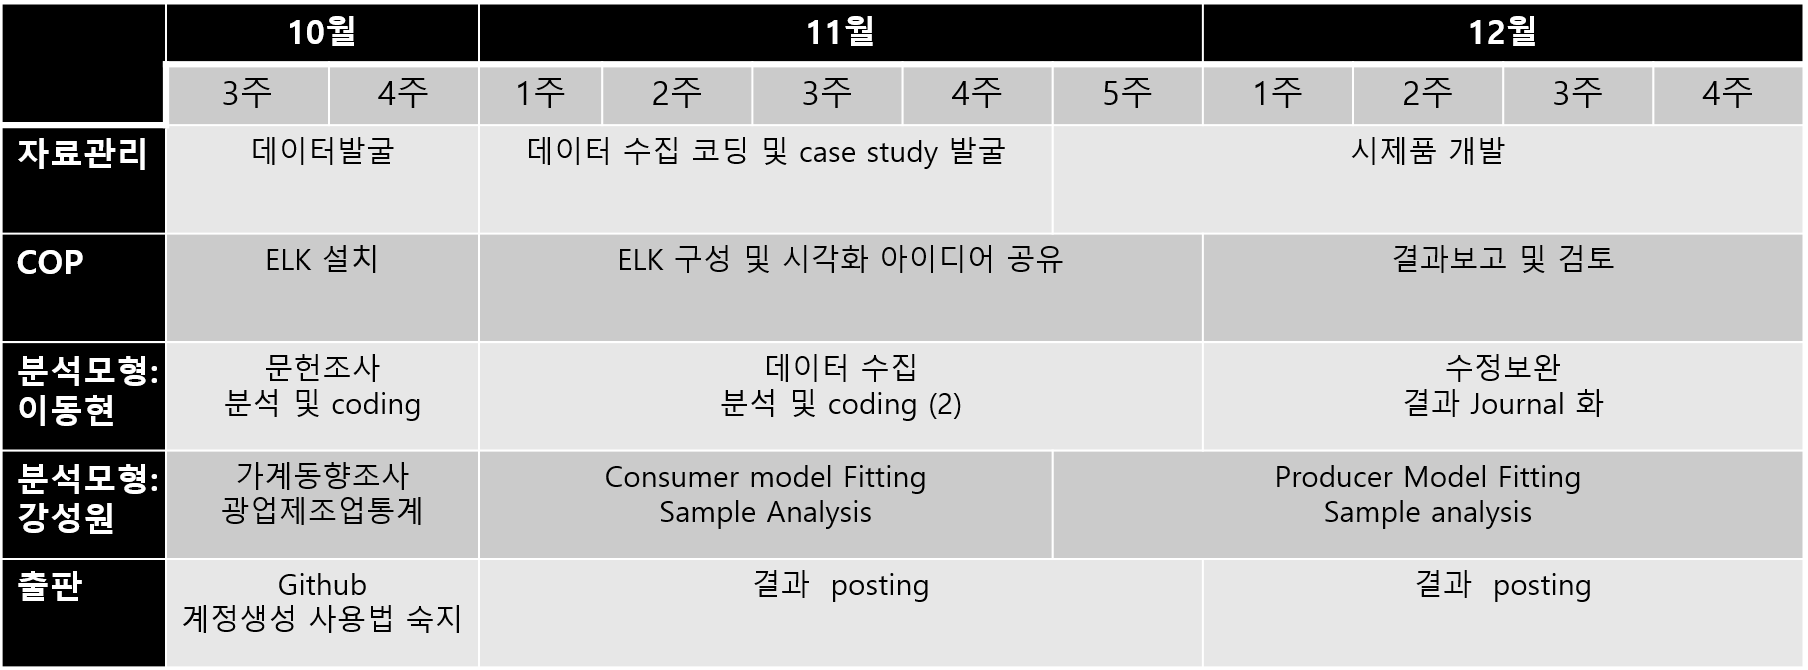 10월 11월 12월
3주 4주 1주 2주 3주 4주 5주 1주 2주 3주 4주
자료관리 데이터발굴 데이터 수집 코딩 및 case study 발굴 시제품 개발
COP ELK 설치 ELK 구성 및 시각화 아이디어 공유 결과보고 및 검토
분석모형: 문헌조사 데이터 수집 수정보완
이동현 분석 및 coding 분석 및 coding (2) 결과 Journal 화
분석모형: 가계동향조사 Consumer model Fitting Producer Model Fitting
강성원 광업제조업통계 Sample Analysis Sample analysis
출판 Github 결과 posting 결과 posting
계정생성 사용법 숙지